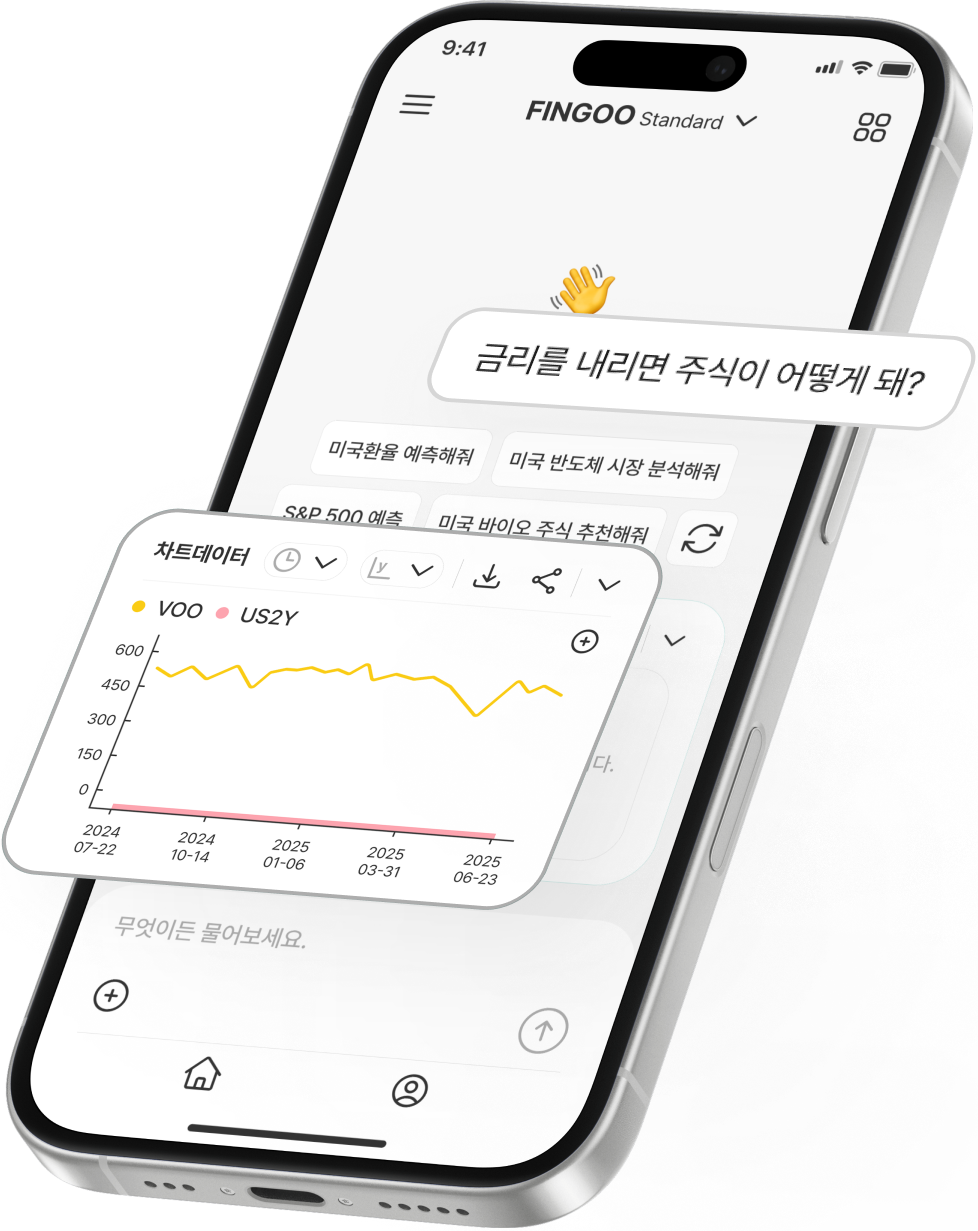 9:41
FINGOO Standard
금리를 내리면 주식이 어떻게 돼?
미국환율 예측해줘
미국 반도체 시장 분석해줘
S&P 500 예측
미국 바이오 주식 추천해줘
차트데이터
y
VOO US2Y
600
450
300
150
0
2024
07-22
2024
10-14
2025
01-06
2025
03-31
2025
06-23
다.
무엇이든 물어보세요.